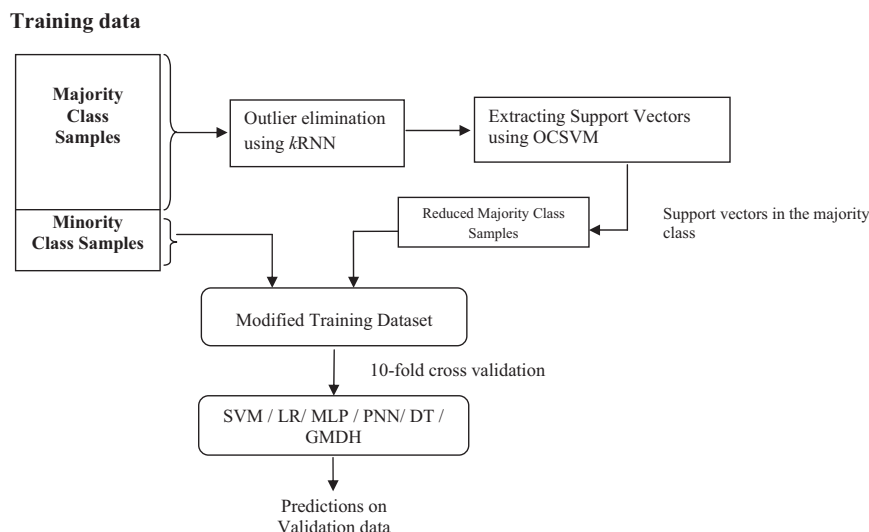 Training data
Majority
Class
Samples
Outlier elimination
using kRNN
Extracting Support Vectors
using OCSVM
Minority
Class Samples
Reduced Majority Class
Samples
Support vectors in the majority
class
Modified Training Dataset
10-fold cross validation
SVM / LR/ MLP / PNN/ DT /
GMDH
Predictions on
Validation data